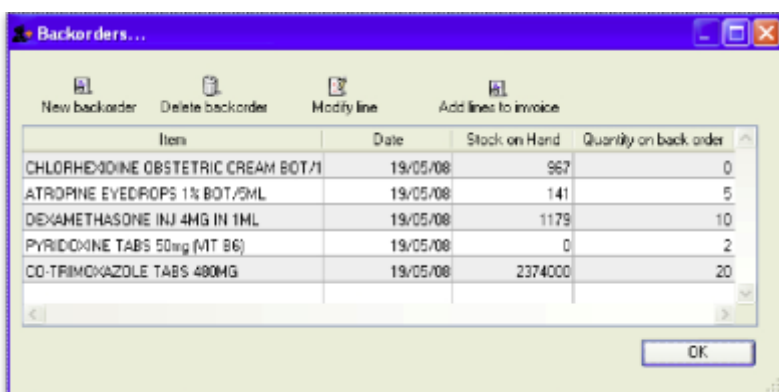 Backorders...
New backorder Delete backorder Modify line Add lines to invoice
Item Date Stock on Hand Quantity on back order
CHLORHEXIDINE OBSTETRIC CREAM BOT/1 19/05/08 967 0
ATROPINE EYEDROPS 1% BOT/5ML 19/05/08 141 5
DEXAMETHASONE INJ 4MG IN 1ML 19/05/08 1179 10
PYRIDOXINE TABS 50mg (VIT B6) 19/05/08 0 2
CO-TRIMOXAZOLE TABS 480MG 19/05/08 2374000 20
OK